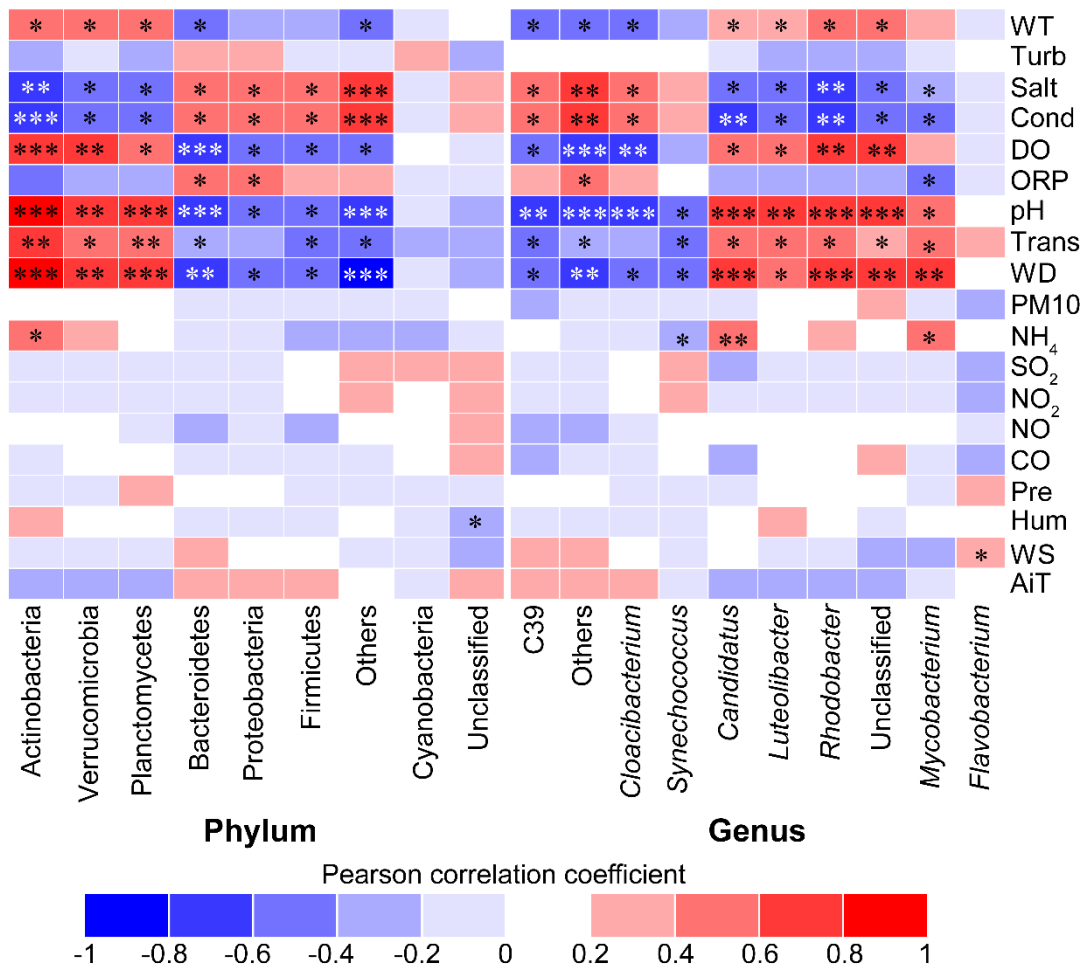 * * * * * * * * * * * * WT
Turb
** * * * * * *** * ** * * * ** * * Salt
*** * * * * * *** * ** * ** * ** * * Cond
*** ** * *** * * * * *** ** * * ** ** DO
* * * * ORP
*** ** *** *** * * *** ** *** *** * *** ** *** *** * pH
** * ** * * * * * * * * * * * Trans
*** ** *** ** * * *** * ** * * *** * *** ** ** WD
PM10
* * ** * NH₄
SO₂
NO₂
NO
CO
Pre
* Hum
* WS
AiT
Actinobacteria Verrucomicrobia Planctomycetes Bacteroidetes Proteobacteria Firmicutes Others Cyanobacteria Unclassified C39 Others Cloacibacterium Synechococcus Candidatus Luteolibacter Rhodobacter Unclassified Mycobacterium Flavobacterium
Phylum Genus
Pearson correlation coefficient
-1 -0.8 -0.6 -0.4 -0.2 0 0.2 0.4 0.6 0.8 1